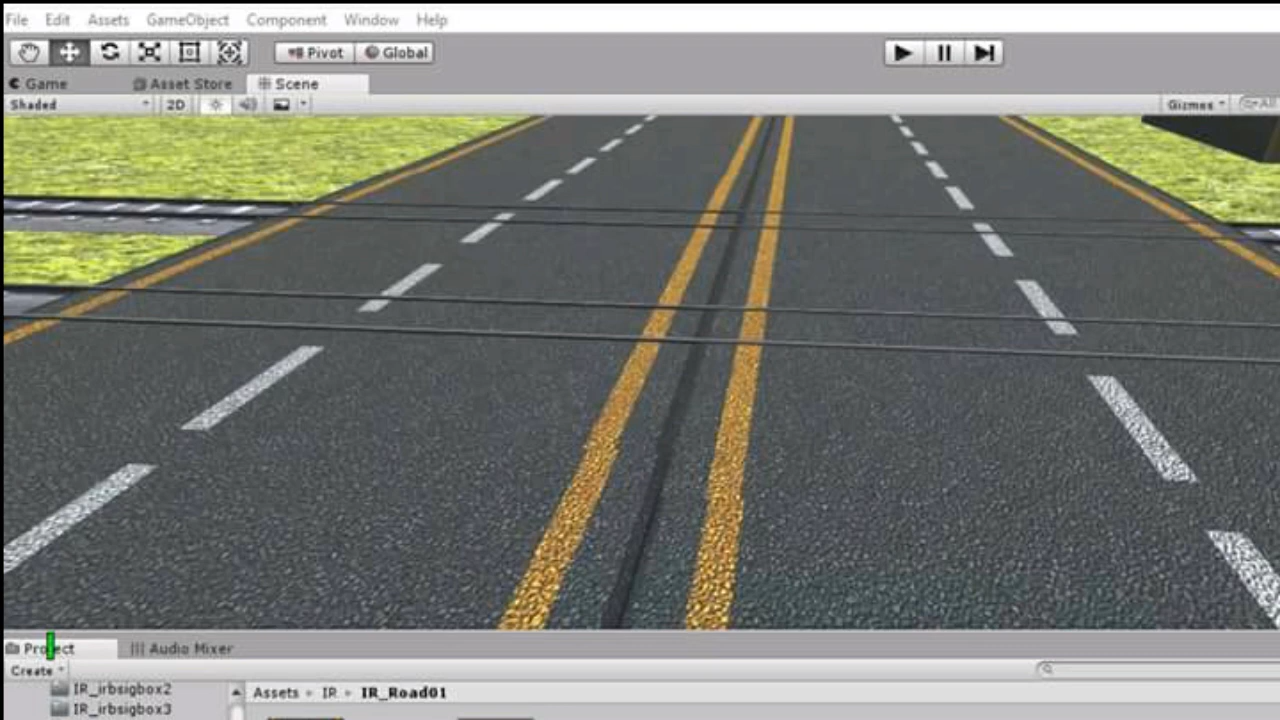 File Edit Assets GameObject Component Window Help
Pivot Global
Game Asset Store Scene
Shaded 2D Gizmos All
Project Audio Mixer
Create
IR_irbsigbox2 Assets IR IR_Road01
IR_irbsigbox3